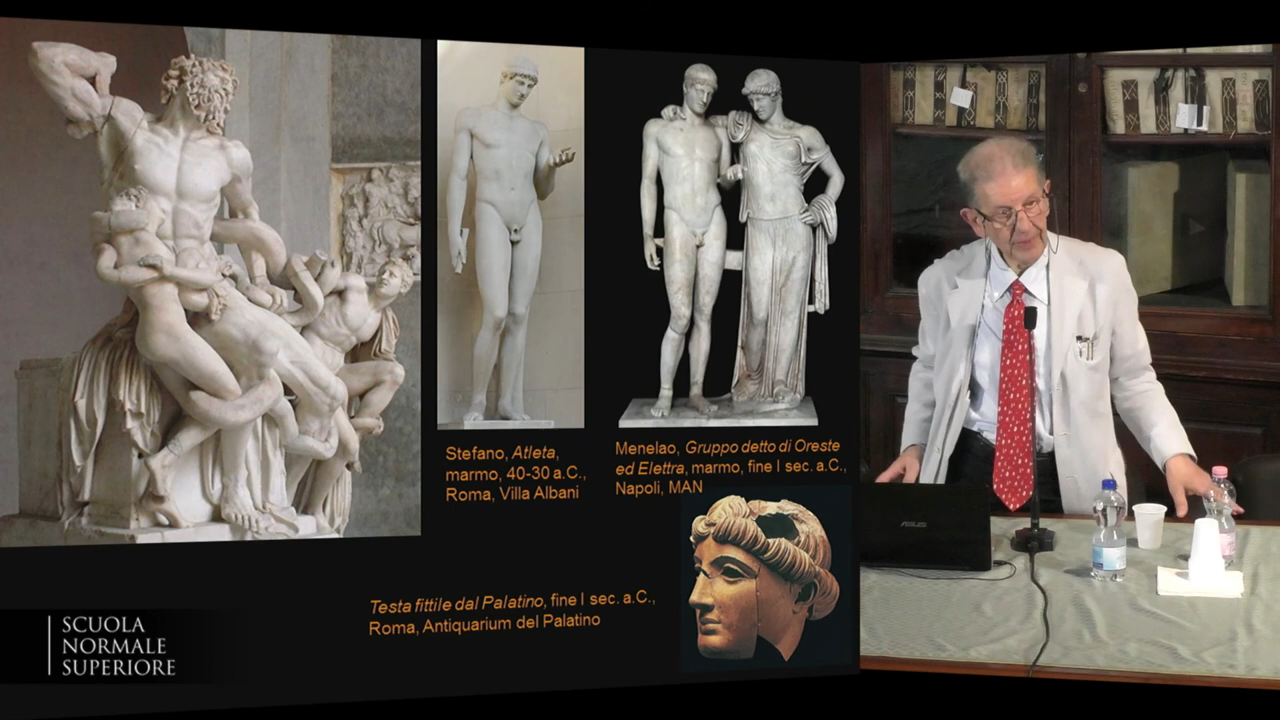 Stefano, Atleta,
marmo, 40-30 a.C.,
Roma, Villa Albani
Menelao, Gruppo detto di Oreste
ed Elettra, marmo, fine I sec. a.C.,
Napoli, MAN
Testa fittile dal Palatino, fine I sec. a.C.,
Roma, Antiquarium del Palatino
SCUOLA
NORMALE
SUPERIORE
ASUS